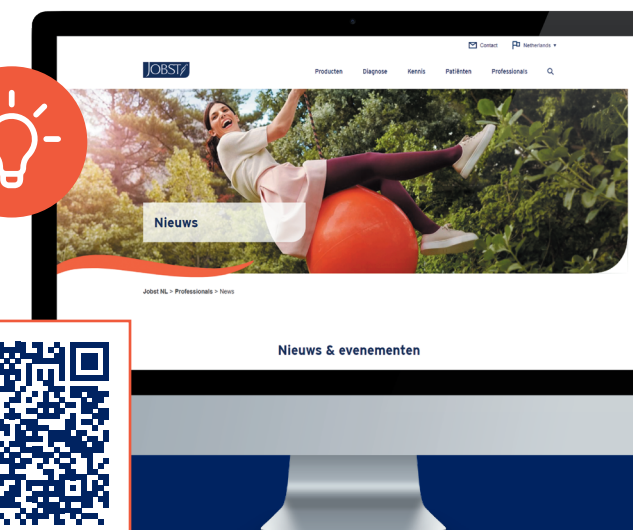 Contact Netherlands
JOBST
Producten Diagnose Kennis Patiënten Professionals
Nieuws
Jobst NL > Professionals > News
Nieuws & evenementen